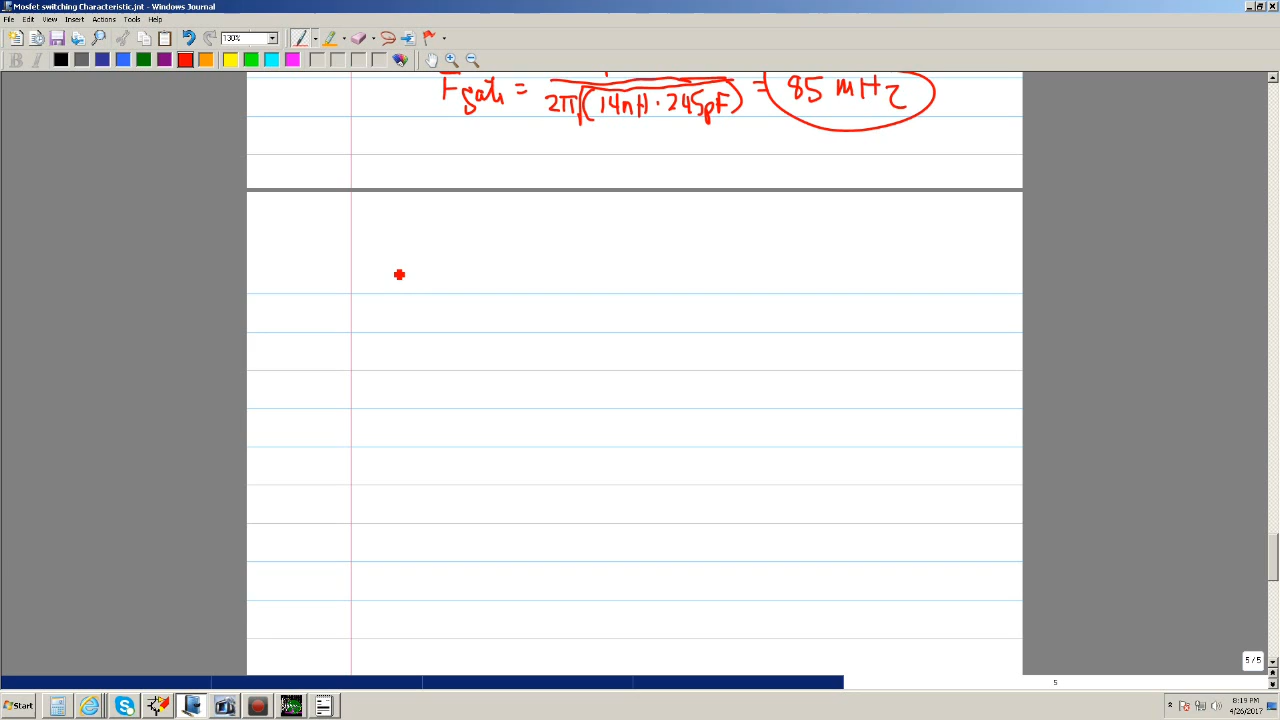 Mosfet switching Characteristic.jnt - Windows Journal
File Edit View Insert Actions Tools Help
130%
B I
= 85 mHz
2π√(14nH · 245pF)
5/5
5
Start
8:19 PM
4/26/2017